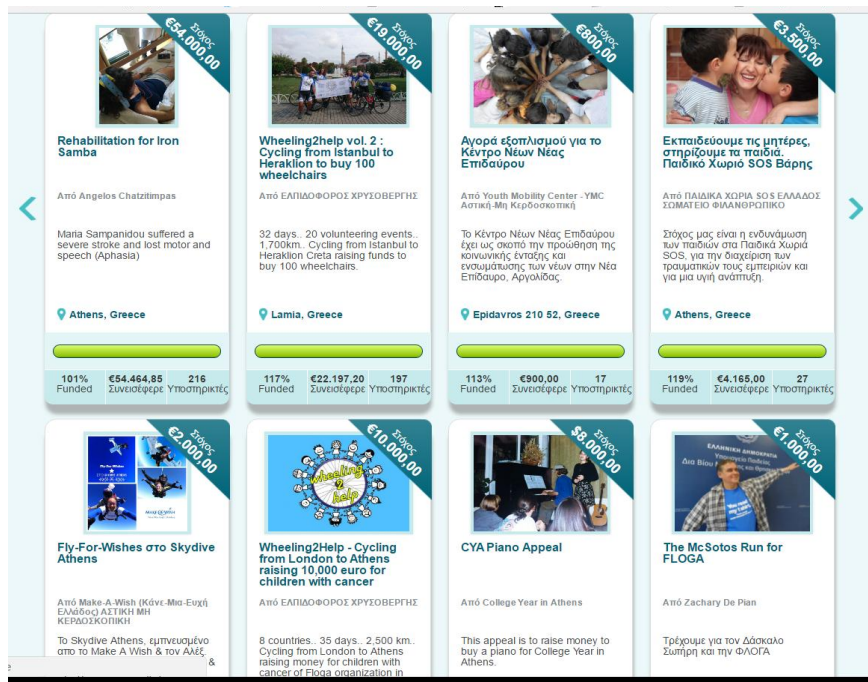 Στόχος
€54.000,00
Rehabilitation for Iron
Samba
Από Angelos Chatzitimpas
Maria Sampanidou suffered a
severe stroke and lost motor and
speech (Aphasia)
Athens, Greece
101%
Funded
€54.464,85
Συνεισέφερε
216
Υποστηρικτές
Στόχος
€19.000,00
Wheeling2help vol. 2 :
Cycling from Istanbul to
Heraklion to buy 100
wheelchairs
Από ΕΛΠΙΔΟΦΟΡΟΣ ΧΡΥΣΟΒΕΡΓΗΣ
32 days.. 20 volunteering events..
1,700km.. Cycling from Istanbul to
Heraklion Creta raising funds to
buy 100 wheelchairs.
Lamia, Greece
117%
Funded
€22.197,20
Συνεισέφερε
197
Υποστηρικτές
Στόχος
€800,00
Αγορά εξοπλισμού για το
Κέντρο Νέων Νέας
Επιδαύρου
Από Youth Mobility Center - YMC
Αστική-Μη Κερδοσκοπική
Το Κέντρο Νέων Νέας Επιδαύρου
έχει ως σκοπό την προώθηση της
κοινωνικής ένταξης και
ενσωμάτωσης των νέων στην Νέα
Επίδαυρο, Αργολίδας.
Epidavros 210 52, Greece
113%
Funded
€900,00
Συνεισέφερε
17
Υποστηρικτές
Στόχος
€3.500,00
Εκπαιδεύουμε τις μητέρες,
στηρίζουμε τα παιδιά.
Παιδικό Χωριό SOS Βάρης
Από ΠΑΙΔΙΚΑ ΧΩΡΙΑ SOS ΕΛΛΑΔΟΣ
ΣΩΜΑΤΕΙΟ ΦΙΛΑΝΘΡΩΠΙΚΟ
Στόχος μας είναι η ενδυνάμωση
των παιδιών στα Παιδικά Χωριά
SOS, για την διαχείριση των
τραυματικών τους εμπειριών και
για μια υγιή ανάπτυξη.
Athens, Greece
119%
Funded
€4.165,00
Συνεισέφερε
27
Υποστηρικτές
Στόχος
€2.000,00
Fly-For-Wishes στο Skydive
Athens
Από Make-A-Wish (Κάνε-Μια-Ευχή
Ελλάδος) ΑΣΤΙΚΗ ΜΗ
ΚΕΡΔΟΣΚΟΠΙΚΗ
Το Skydive Athens, εμπνευσμένο
απο το Make A Wish & τον Αλέξ
&
Στόχος
€10.000,00
wheeling
2
help
Wheeling2Help - Cycling
from London to Athens
raising 10,000 euro for
children with cancer
Από ΕΛΠΙΔΟΦΟΡΟΣ ΧΡΥΣΟΒΕΡΓΗΣ
8 countries.. 35 days.. 2,500 km..
Cycling from London to Athens
raising money for children with
cancer of Floga organization in
Στόχος
$8.000,00
CYA Piano Appeal
Από College Year in Athens
This appeal is to raise money to
buy a piano for College Year in
Athens.
Στόχος
€1.000,00
ΕΛΛΗΝΙΚΗ ΔΗΜΟΚΡΑΤΙΑ
Υπουργείο Παιδείας
Δια Βίου
The McSotos Run for
FLOGA
Από Zachary De Pian
Τρέχουμε για τον Δάσκαλο
Σωτήρη και την ΦΛΟΓΑ